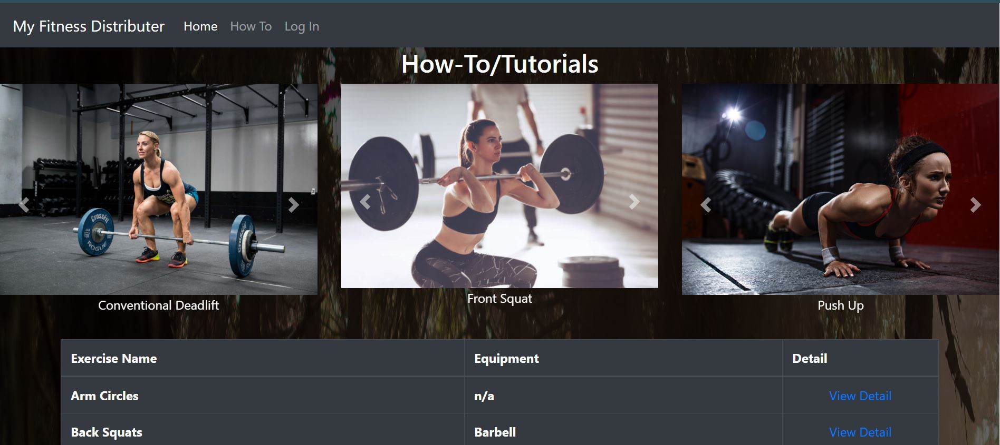 My Fitness Distributer Home How To Log In
How-To/Tutorials
CrossFit
ROGUE
CrossFit
Conventional Deadlift
Front Squat
Push Up
Exercise Name Equipment Detail
Arm Circles n/a View Detail
Back Squats Barbell View Detail